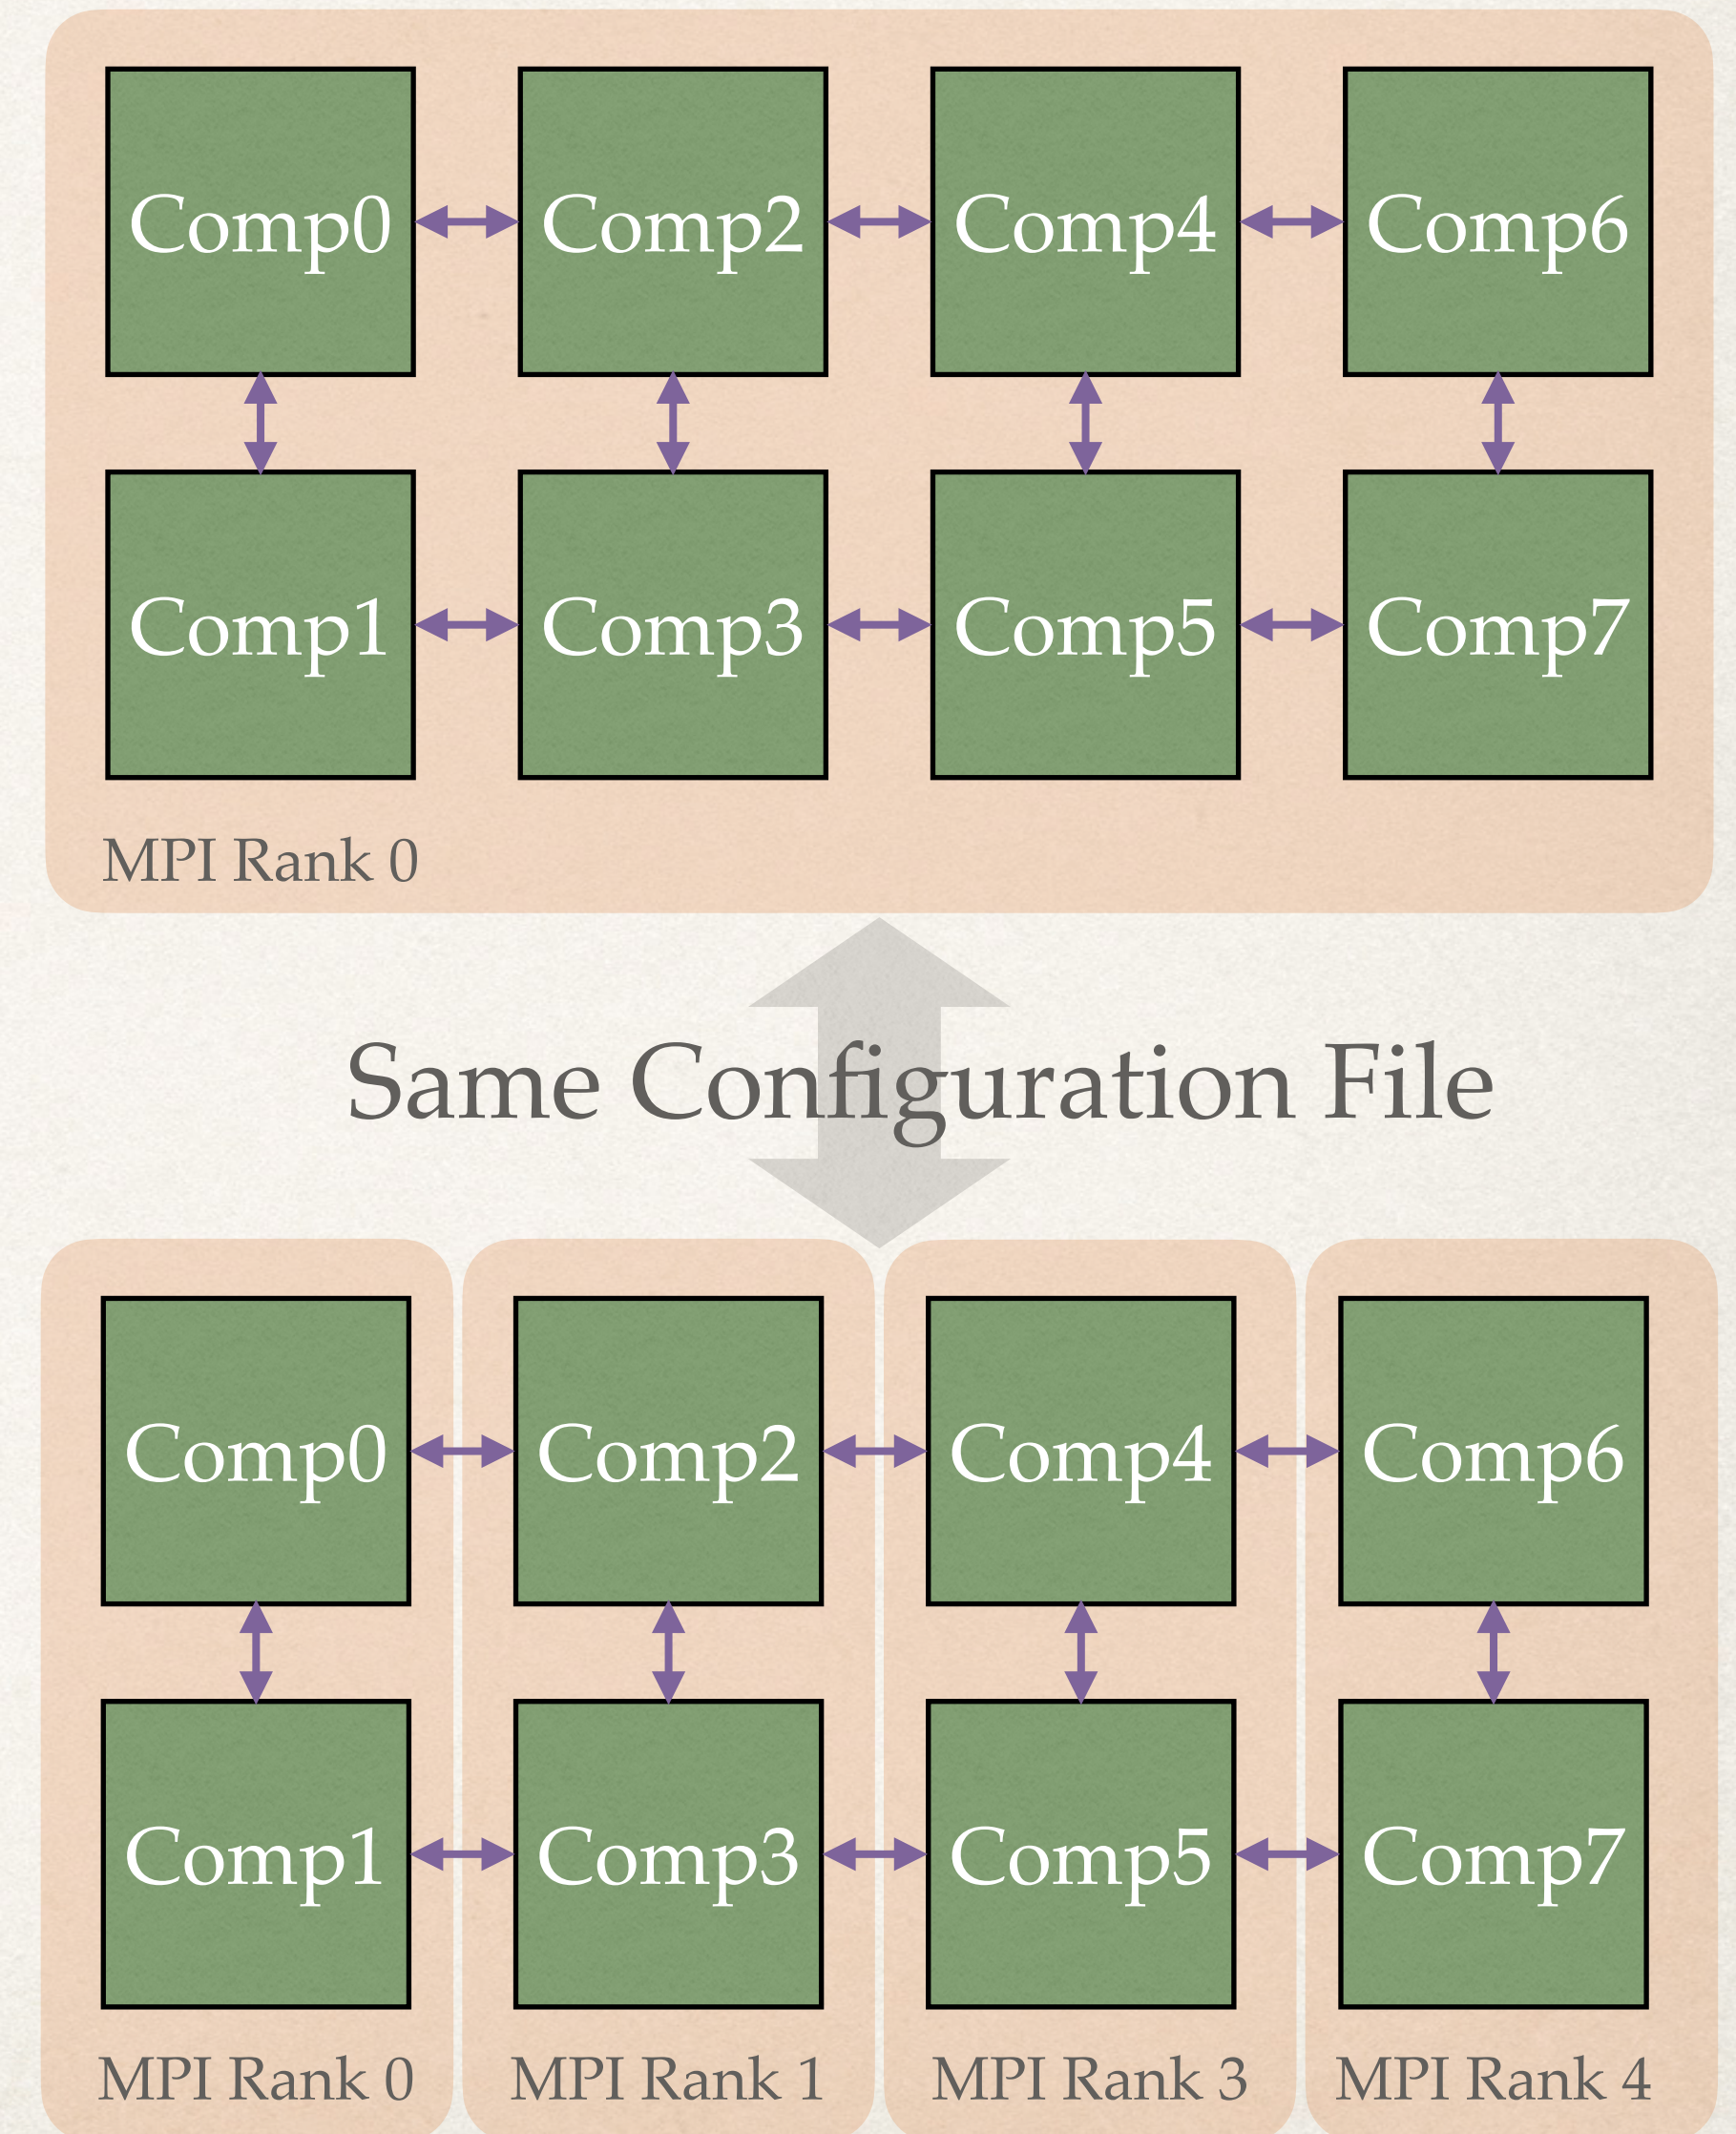 Comp0 Comp2 Comp4 Comp6
Comp1 Comp3 Comp5 Comp7
MPI Rank 0
Same Configuration File
Comp0 Comp2 Comp4 Comp6
Comp1 Comp3 Comp5 Comp7
MPI Rank 0 MPI Rank 1 MPI Rank 3 MPI Rank 4